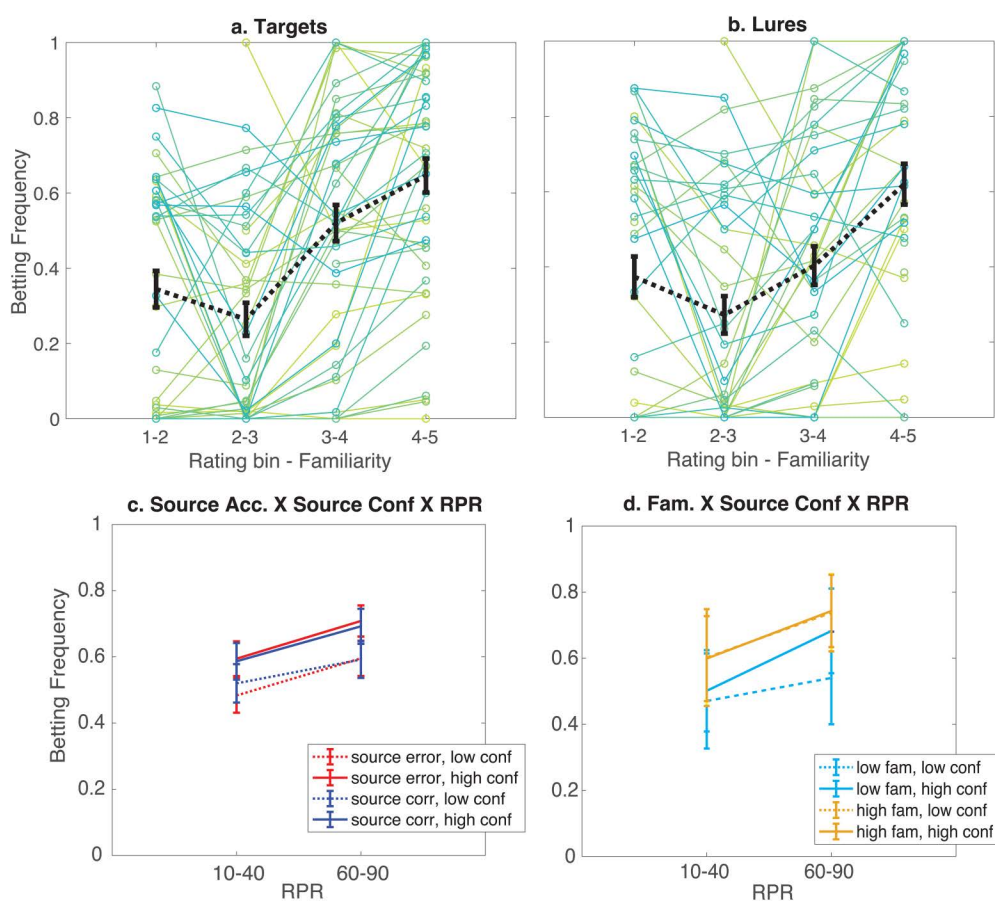 a. Targets
b. Lures
1
0.8
0.6
0.4
0.2
0
Betting Frequency
1-2
2-3
3-4
4-5
1-2
2-3
3-4
4-5
Rating bin - Familiarity
Rating bin - Familiarity
c. Source Acc. X Source Conf X RPR
d. Fam. X Source Conf X RPR
1
0.8
0.6
0.4
0.2
0
Betting Frequency
source error, low conf
source error, high conf
source corr, low conf
source corr, high conf
10-40
60-90
RPR
1
0.8
0.6
0.4
0.2
0
low fam, low conf
low fam, high conf
high fam, low conf
high fam, high conf
10-40
60-90
RPR